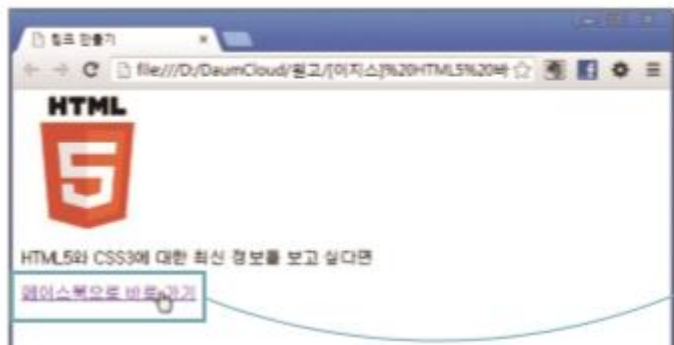 링크 만들기
file:///D:/DaumCloud/원고/[이지스]%20HTML5%20바
HTML
5
HTML5와 CSS3에 대한 최신 정보를 보고 싶다면
페이스북으로 바로 가기